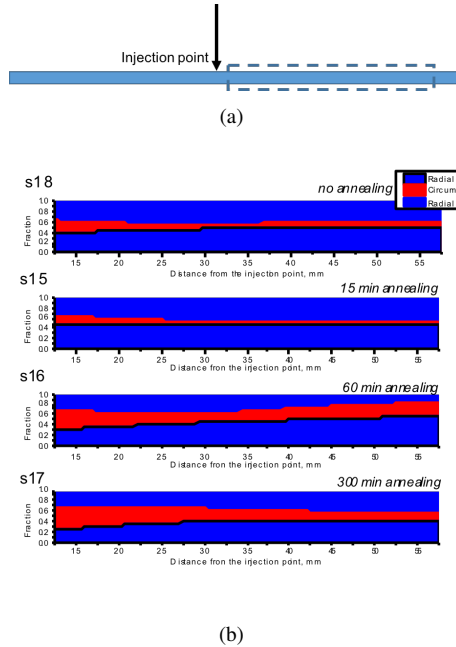 Injection point
(a)
s18
no annealing
Radial
Circum
Radial
Fraction
1.0
0.8
0.6
0.4
0.2
0.0
15 20 25 30 35 40 45 50 55
Distance from the injection point, mm
s15
15 min annealing
Fraction
1.0
0.8
0.6
0.4
0.2
0.0
15 20 25 30 35 40 45 50 55
Distance from the injection point, mm
s16
60 min annealing
Fraction
1.0
0.8
0.6
0.4
0.2
0.0
15 20 25 30 35 40 45 50 55
Distance from the injection point, mm
s17
300 min annealing
Fraction
1.0
0.8
0.6
0.4
0.2
0.0
15 20 25 30 35 40 45 50 55
Distance from the injection point, mm
(b)